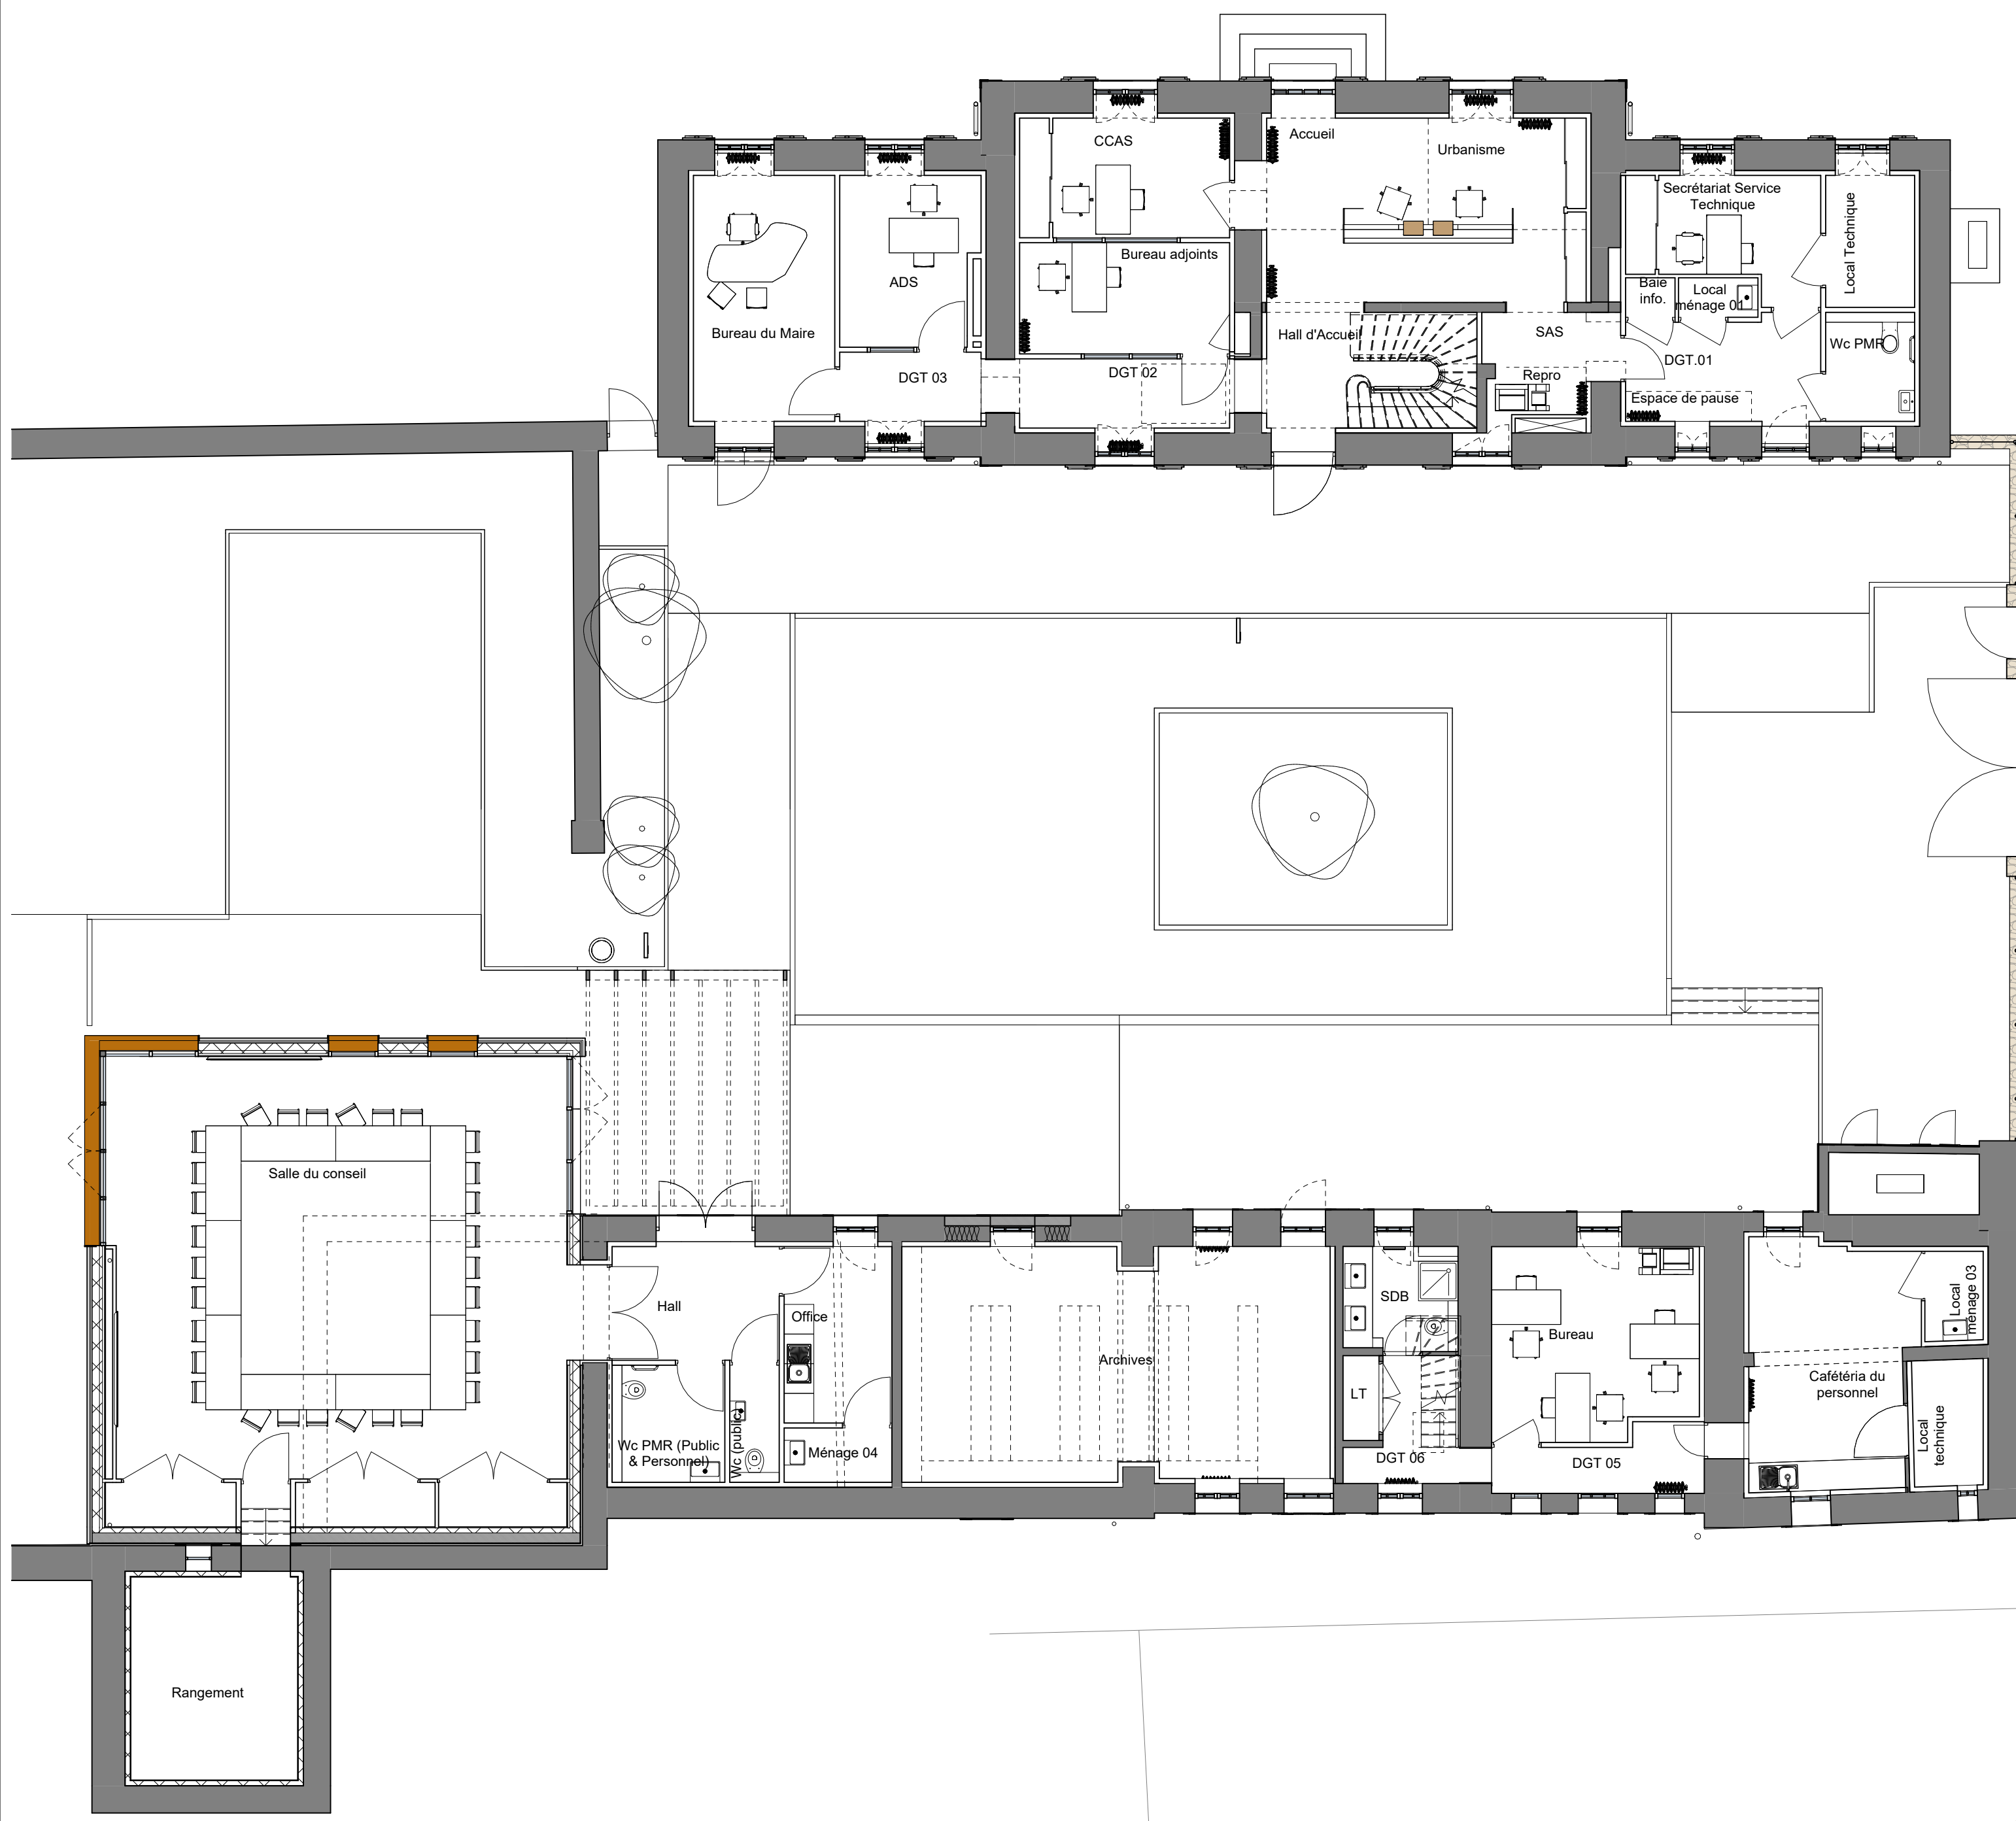 Accueil
CCAS
Urbanisme
Secrétariat Service
Technique
Local Technique
Bureau adjoints
ADS
Baie
info.
Local
ménage 01
Bureau du Maire
Hall d'Accueil
SAS
Wc PMR
DGT.01
DGT 03
DGT 02
Repro
Espace de pause
Salle du conseil
Hall
Office
SDB
Local
ménage 03
Bureau
Archives
LT
Cafétéria du
personnel
Local
technique
Wc PMR (Public
& Personnel)
Wc (public)
Ménage 04
DGT 06
DGT 05
Rangement